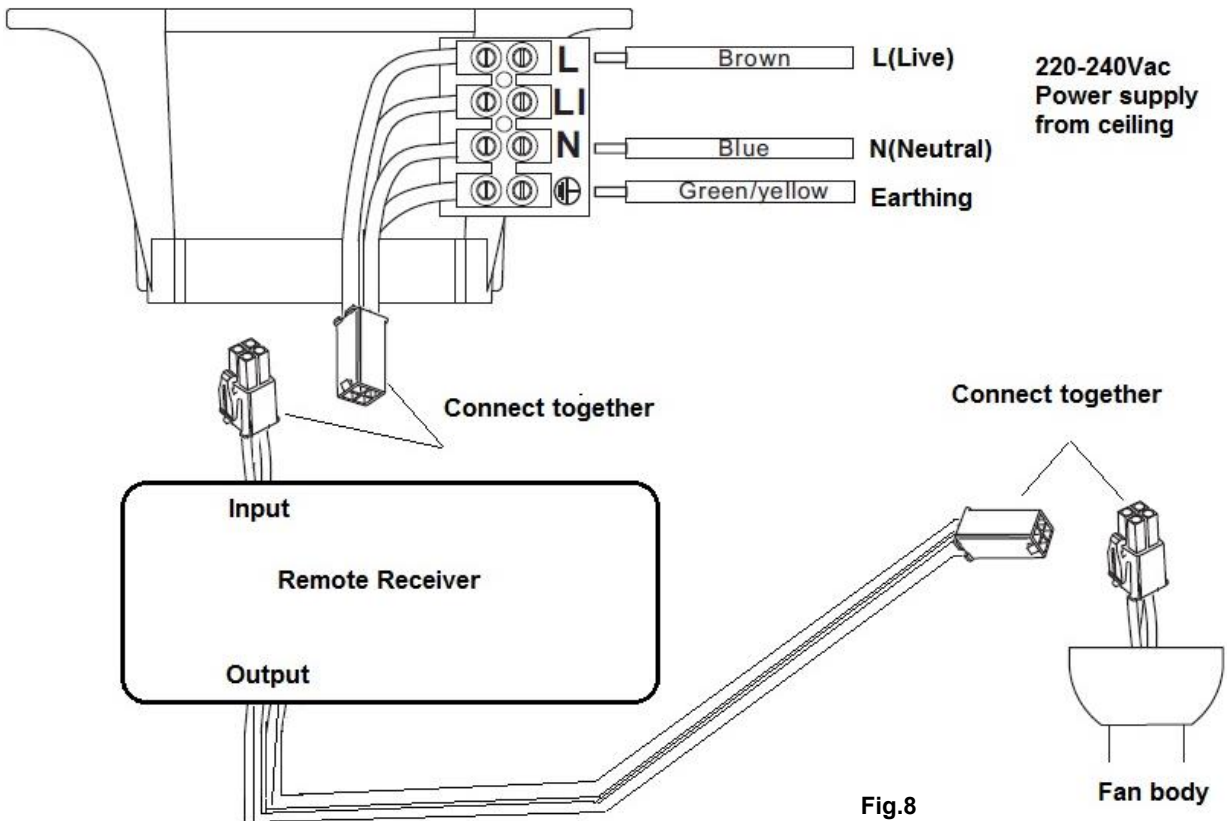 L
LI
N
Brown
Blue
Green/yellow
L(Live)
N(Neutral)
Earthing
220-240Vac
Power supply
from ceiling
Connect together
Connect together
Input
Remote Receiver
Output
Fig.8
Fan body